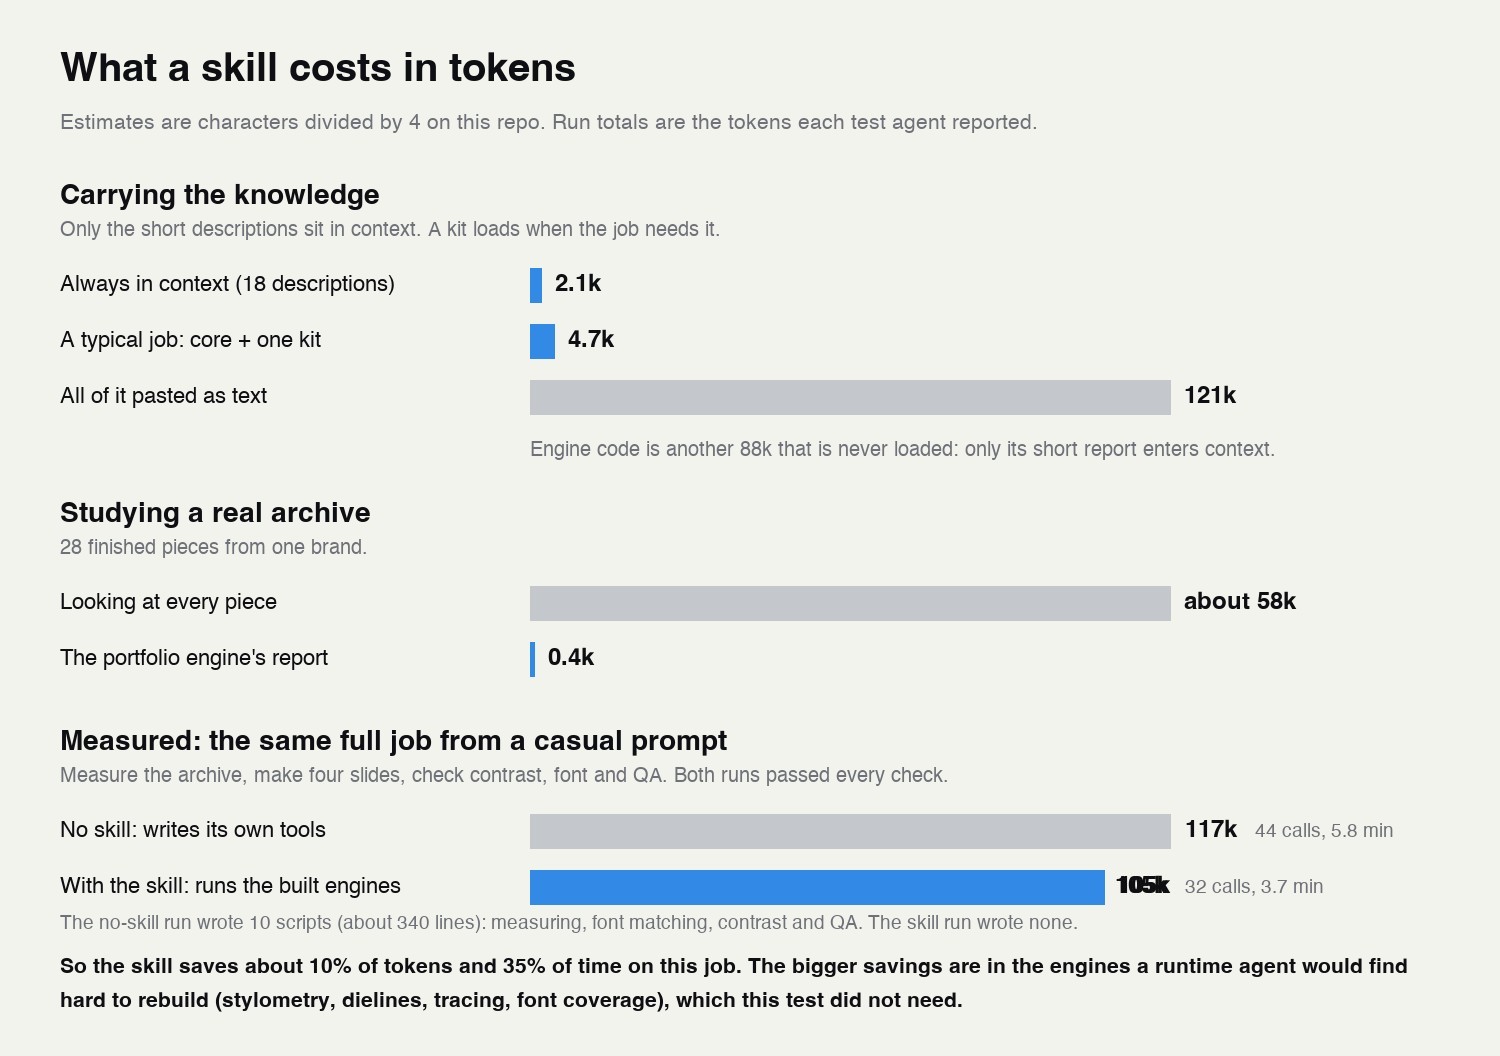 What a skill costs in tokens
Estimates are characters divided by 4 on this repo. Run totals are the tokens each test agent reported.
Carrying the knowledge
Only the short descriptions sit in context. A kit loads when the job needs it.
Always in context (18 descriptions) 2.1k
A typical job: core + one kit 4.7k
All of it pasted as text 121k
Engine code is another 88k that is never loaded: only its short report enters context.
Studying a real archive
28 finished pieces from one brand.
Looking at every piece about 58k
The portfolio engine's report 0.4k
Measured: the same full job from a casual prompt
Measure the archive, make four slides, check contrast, font and QA. Both runs passed every check.
No skill: writes its own tools 117k 44 calls, 5.8 min
With the skill: runs the built engines 105k 32 calls, 3.7 min
The no-skill run wrote 10 scripts (about 340 lines): measuring, font matching, contrast and QA. The skill run wrote none.
So the skill saves about 10% of tokens and 35% of time on this job. The bigger savings are in the engines a runtime agent would find
hard to rebuild (stylometry, dielines, tracing, font coverage), which this test did not need.